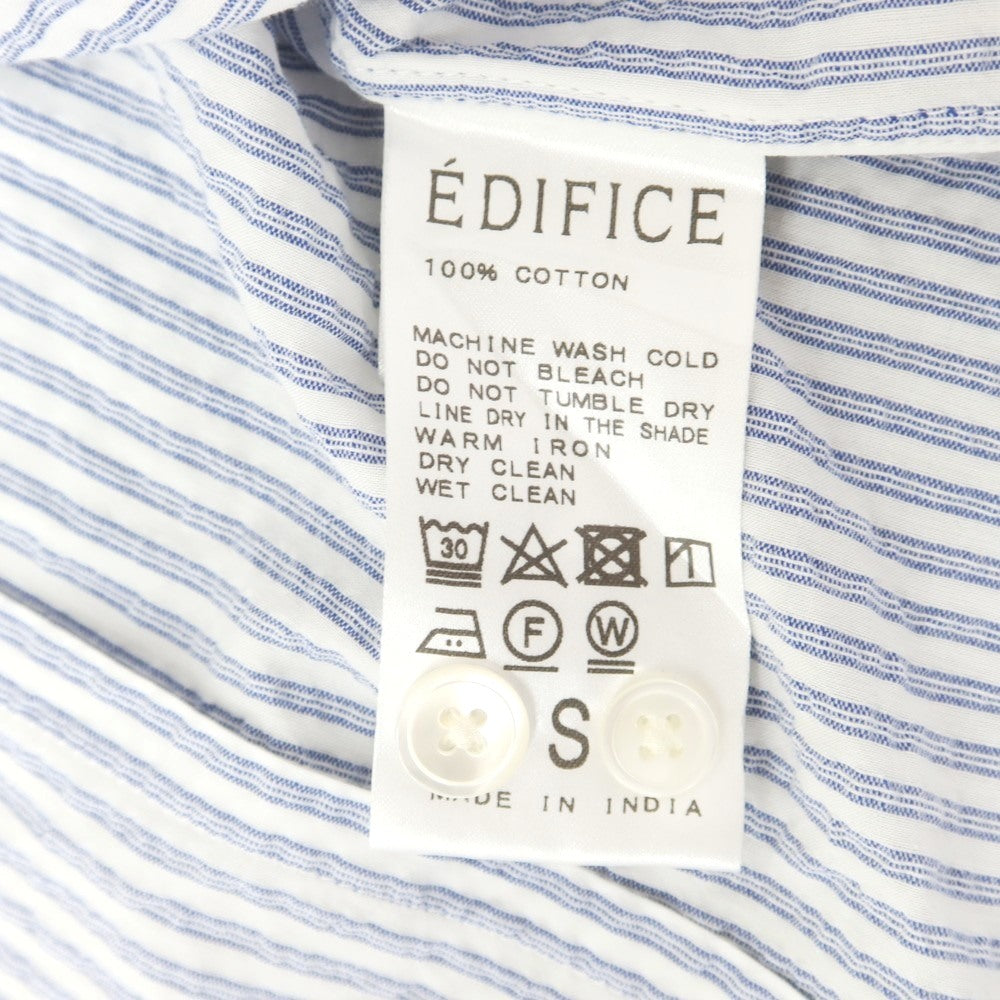 ÉDIFICE
100% COTTON
MACHINE WASH COLD
DO NOT BLEACH
DO NOT TUMBLE DRY
LINE DRY IN THE SHADE
WARM IRON
DRY CLEAN
WET CLEAN
30
F W
S
MADE IN INDIA